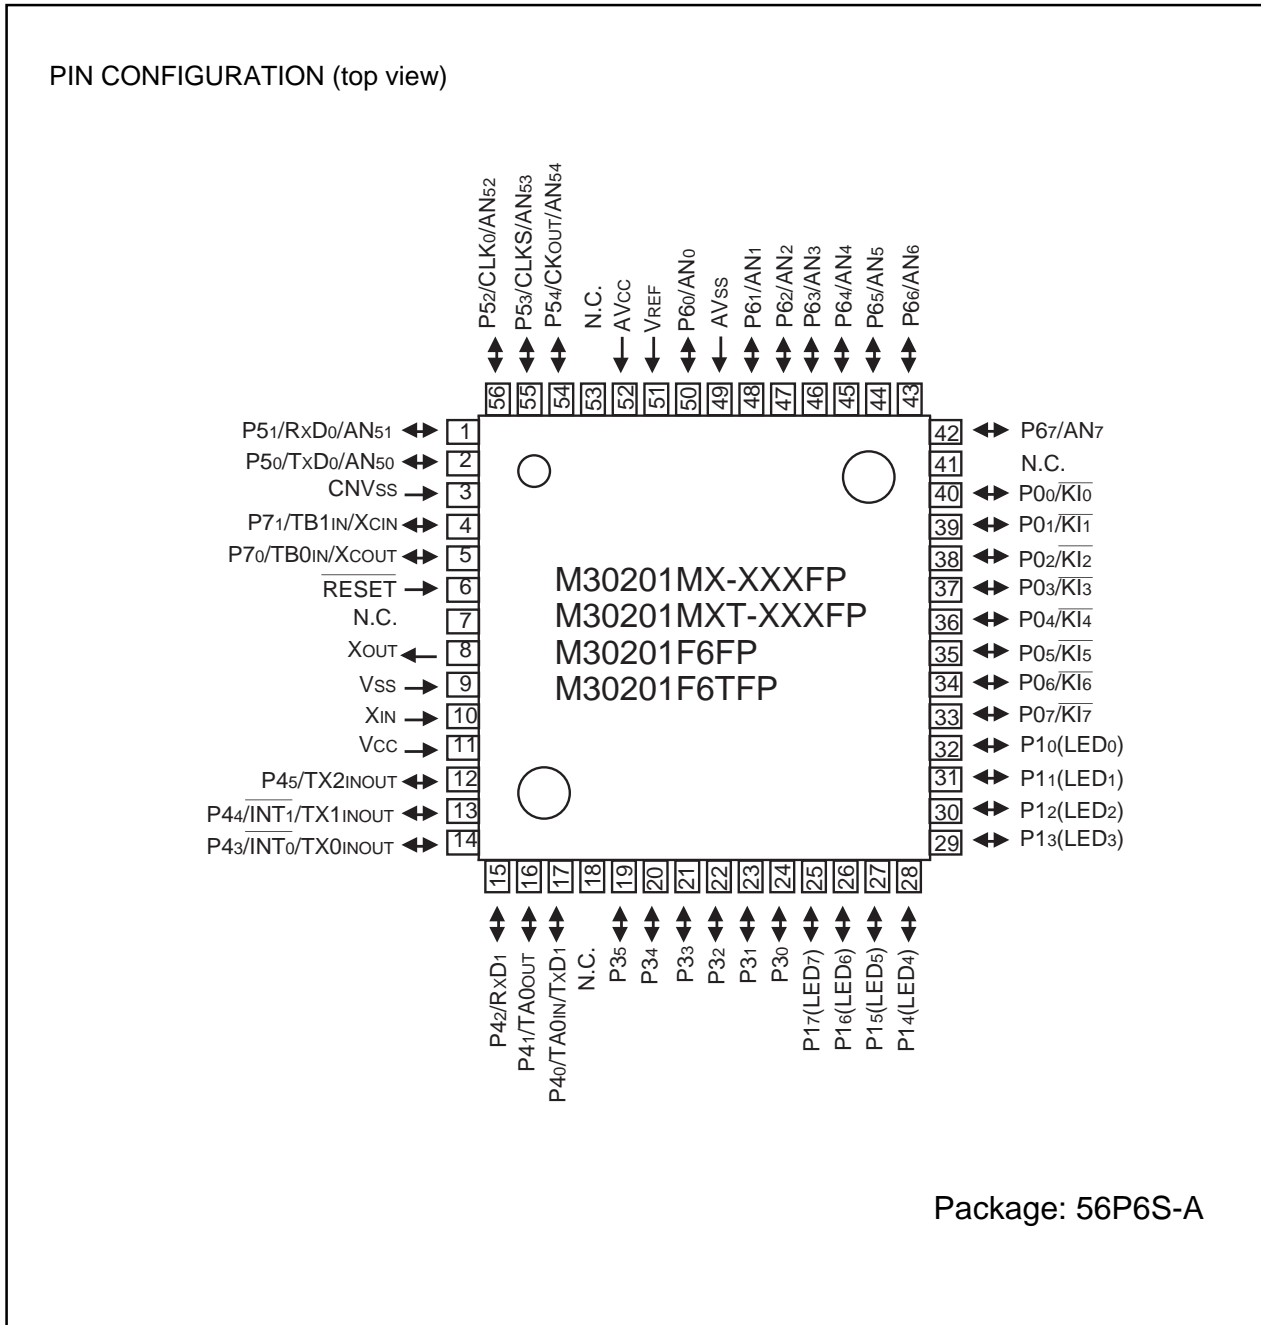 PIN CONFIGURATION (top view)
P52/CLK0/AN52
P53/CLKS/AN53
P54/CKOUT/AN54
N.C.
AVCC
VREF
P60/AN0
AVSS
P61/AN1
P62/AN2
P63/AN3
P64/AN4
P65/AN5
P66/AN6
56 55 54 53 52 51 50 49 48 47 46 45 44 43
P51/RxD0/AN51 1
P50/TxD0/AN50 2
CNVSS 3
P71/TB1IN/XCIN 4
P70/TB0IN/XCOUT 5
RESET 6
N.C. 7
XOUT 8
VSS 9
XIN 10
VCC 11
P45/TX2INOUT 12
P44/INT1/TX1INOUT 13
P43/INT0/TX0INOUT 14
M30201MX-XXXFP
M30201MXT-XXXFP
M30201F6FP
M30201F6TFP
42 P67/AN7
41 N.C.
40 P00/KI0
39 P01/KI1
38 P02/KI2
37 P03/KI3
36 P04/KI4
35 P05/KI5
34 P06/KI6
33 P07/KI7
32 P10(LED0)
31 P11(LED1)
30 P12(LED2)
29 P13(LED3)
15 16 17 18 19 20 21 22 23 24 25 26 27 28
P42/RxD1
P41/TA0OUT
P40/TA0IN/TxD1
N.C.
P35
P34
P33
P32
P31
P30
P17(LED7)
P16(LED6)
P15(LED5)
P14(LED4)
Package: 56P6S-A